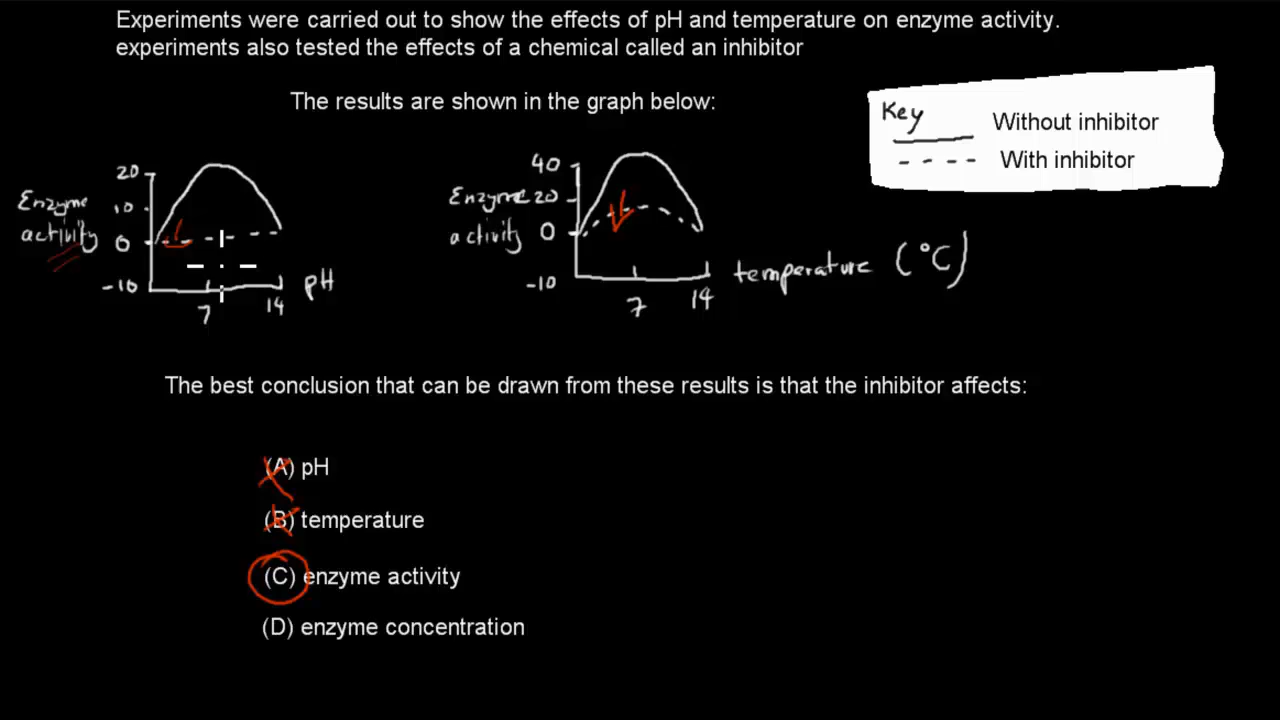 Experiments were carried out to show the effects of pH and temperature on enzyme activity.
experiments also tested the effects of a chemical called an inhibitor
The results are shown in the graph below:
Key
Without inhibitor
With inhibitor
20
Enzyme
10
activity
0
-10
7
14
pH
40
Enzyme 20
activity 0
-10
7
14
temperature (°C)
The best conclusion that can be drawn from these results is that the inhibitor affects:
(A) pH
(B) temperature
(C) enzyme activity
(D) enzyme concentration